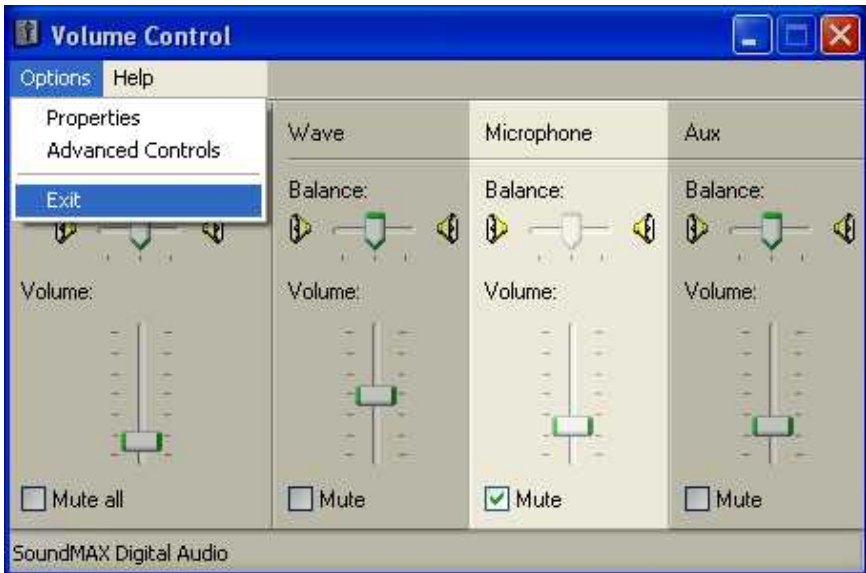 Volume Control
Options Help
Properties
Advanced Controls
Exit
Wave Microphone Aux
Balance: Balance: Balance:
Volume: Volume: Volume: Volume:
Mute all Mute Mute Mute
SoundMAX Digital Audio